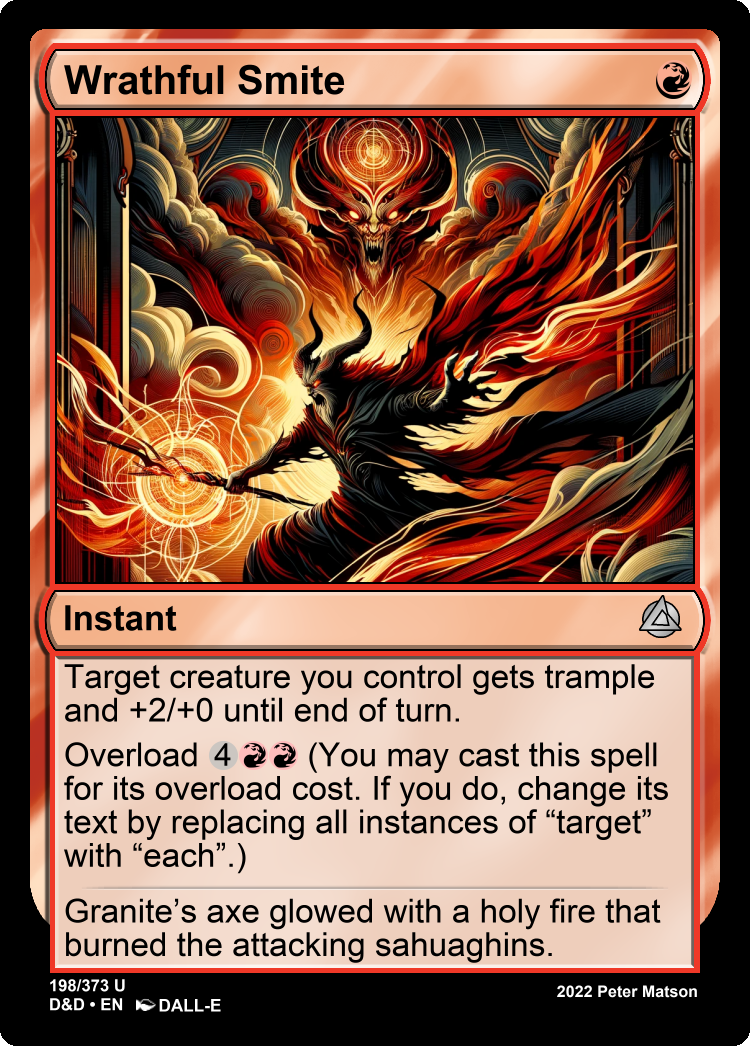 Wrathful Smite
Instant
Target creature you control gets trample
and +2/+0 until end of turn.
Overload 4 (You may cast this spell
for its overload cost. If you do, change its
text by replacing all instances of “target”
with “each”.)
Granite’s axe glowed with a holy fire that
burned the attacking sahuaghins.
198/373 U
D&D • EN DALL-E
2022 Peter Matson